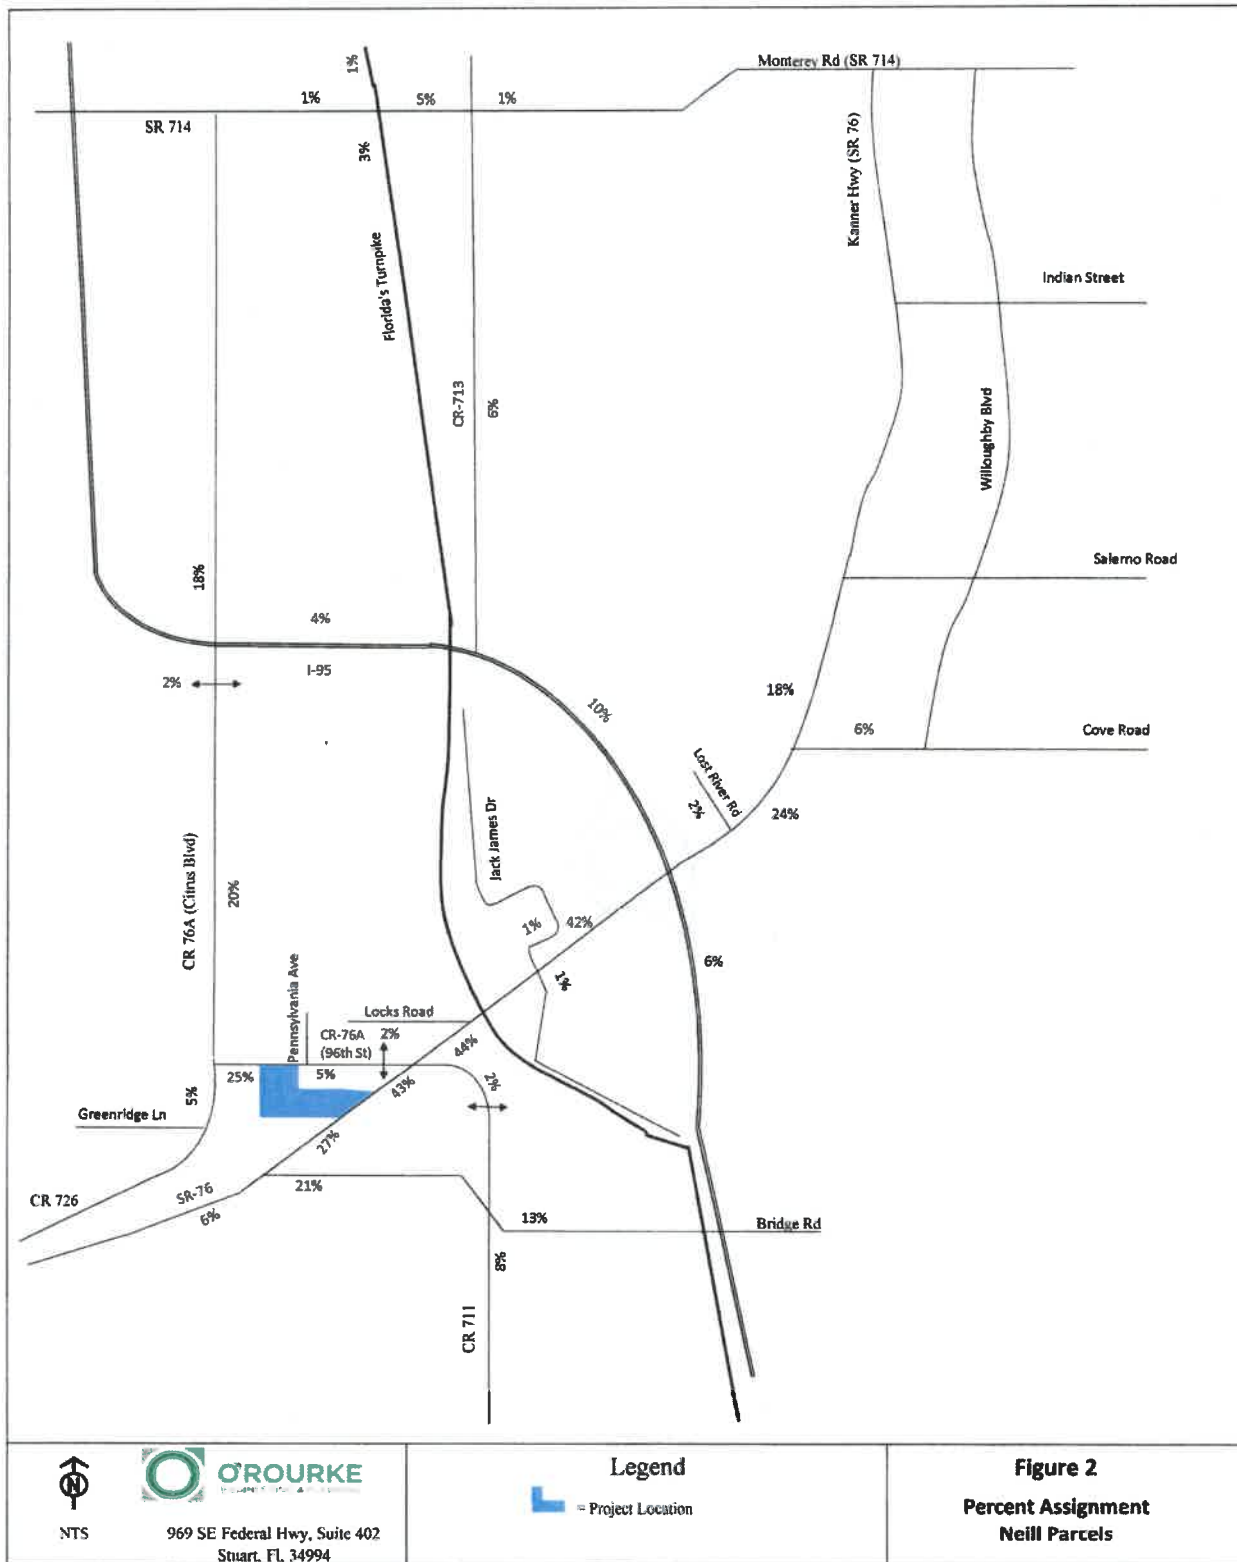 1%
Monterey Rd (SR 714)
1%
5%
1%
SR 714
3%
Kanner Hwy (SR 76)
Florida's Turnpike
Indian Street
CR-713
6%
Willoughby Blvd
Salerno Road
18%
4%
I-95
2%
18%
10%
6%
Cove Road
Lost River Rd
2%
24%
Jack James Dr
CR 76A (Citrus Blvd)
20%
1%
42%
6%
1%
Pennsylvania Ave
Locks Road
CR-76A
(96th St)
2%
44%
25%
5%
43%
2%
5%
Greenridge Ln
27%
CR 726
SR-76
21%
6%
13%
Bridge Rd
8%
CR 711
N
NTS
O'ROURKE
969 SE Federal Hwy, Suite 402
Stuart, Fl, 34994
Legend
= Project Location
Figure 2
Percent Assignment
Neill Parcels